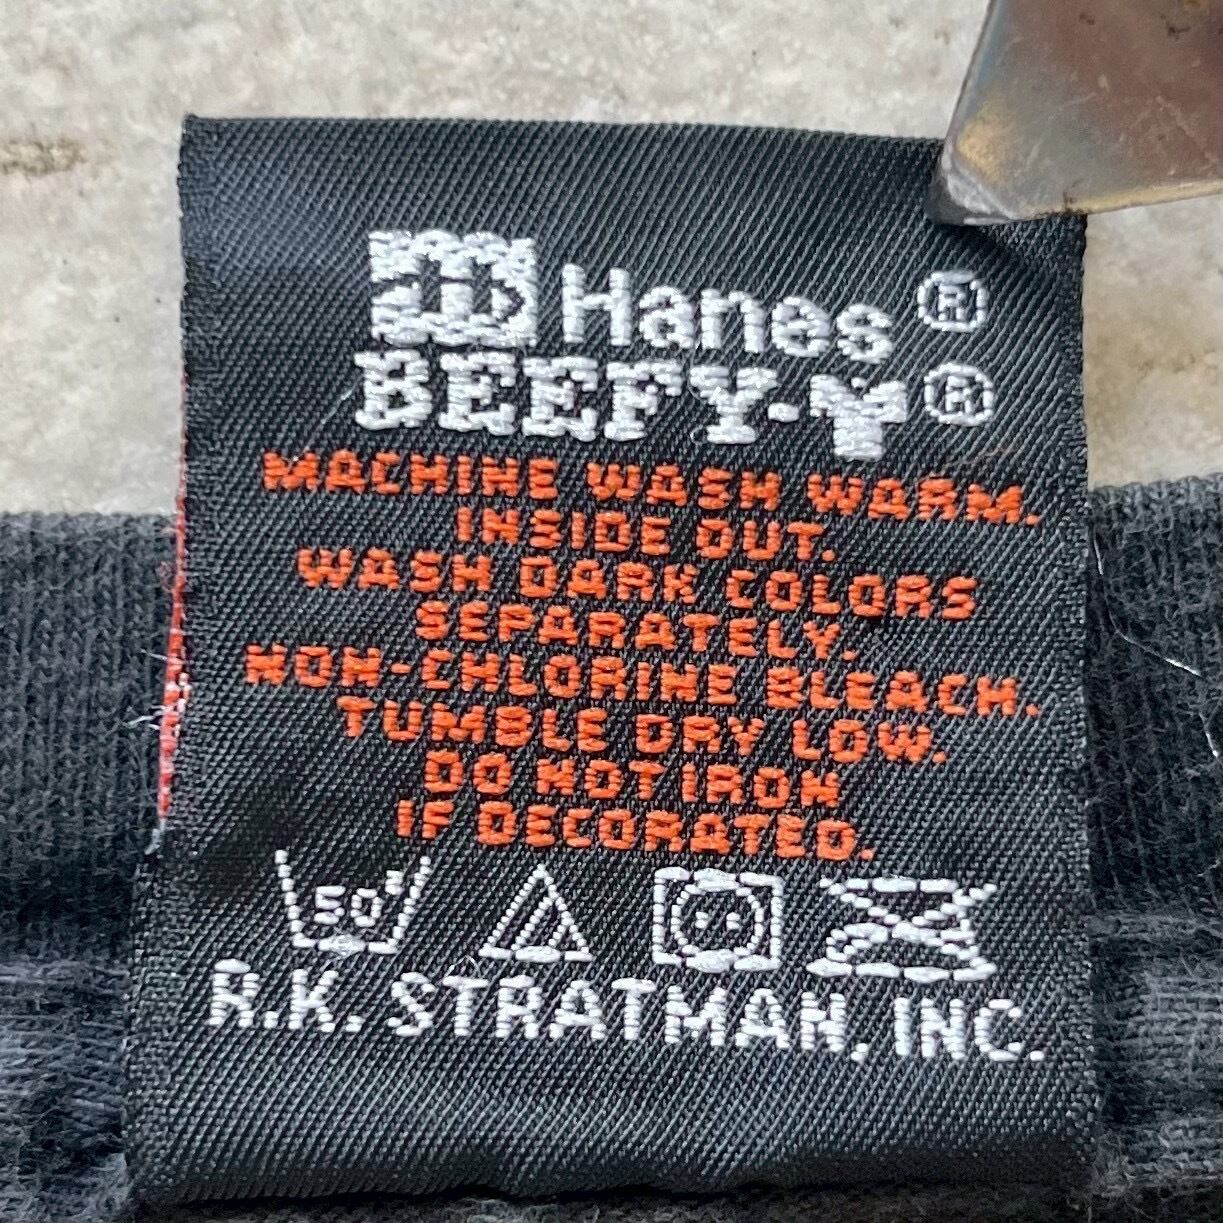 Hanes®
BEEFY-T®
MACHINE WASH WARM.
INSIDE OUT.
WASH DARK COLORS
SEPARATELY.
NON-CHLORINE BLEACH.
TUMBLE DRY LOW.
DO NOT IRON
IF DECORATED.
50°
R.K. STRATMAN, INC.